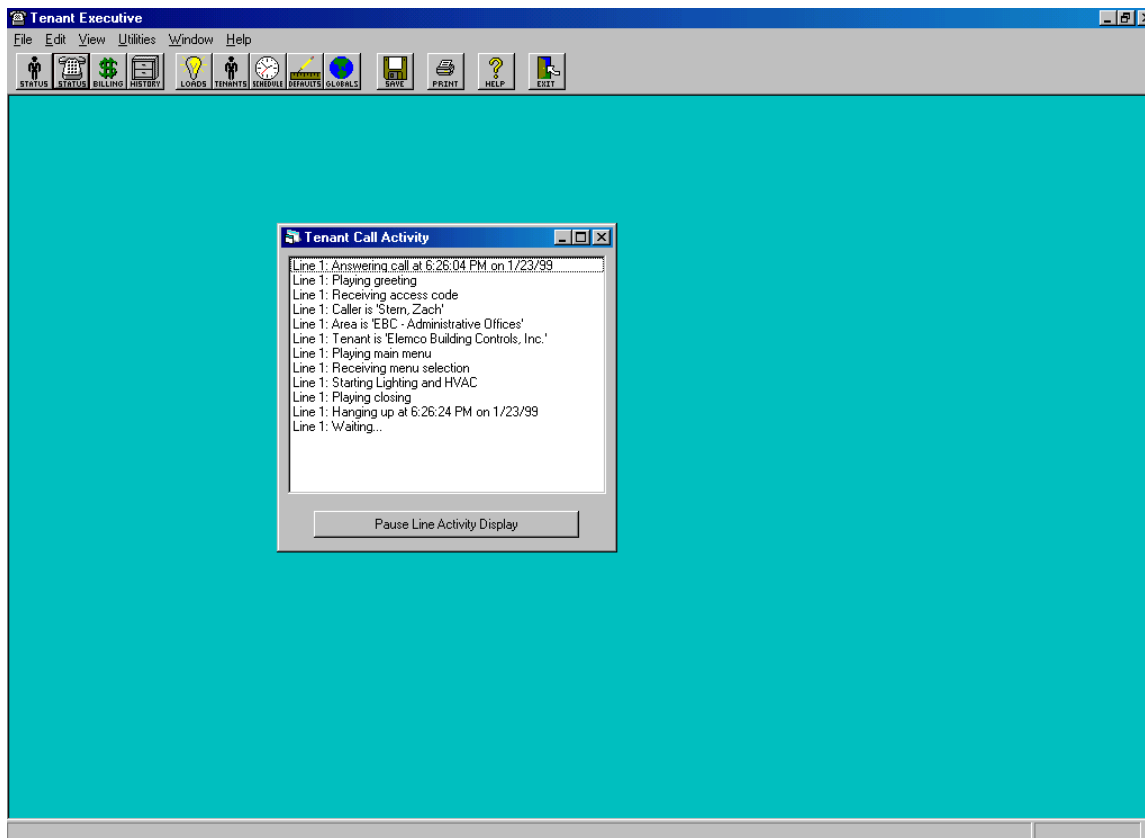 Tenant Executive
File Edit View Utilities Window Help
STATUS STATUS BILLING HISTORY LOADS TENANTS SCHEDULE DEFAULTS GLOBALS SAVE PRINT HELP EXIT
Tenant Call Activity
Line 1: Answering call at 6:26:04 PM on 1/23/99
Line 1: Playing greeting
Line 1: Receiving access code
Line 1: Caller is 'Stern, Zach'
Line 1: Area is 'EBC - Administrative Offices'
Line 1: Tenant is 'Elemco Building Controls, Inc.'
Line 1: Playing main menu
Line 1: Receiving menu selection
Line 1: Starting Lighting and HVAC
Line 1: Playing closing
Line 1: Hanging up at 6:26:24 PM on 1/23/99
Line 1: Waiting...
Pause Line Activity Display